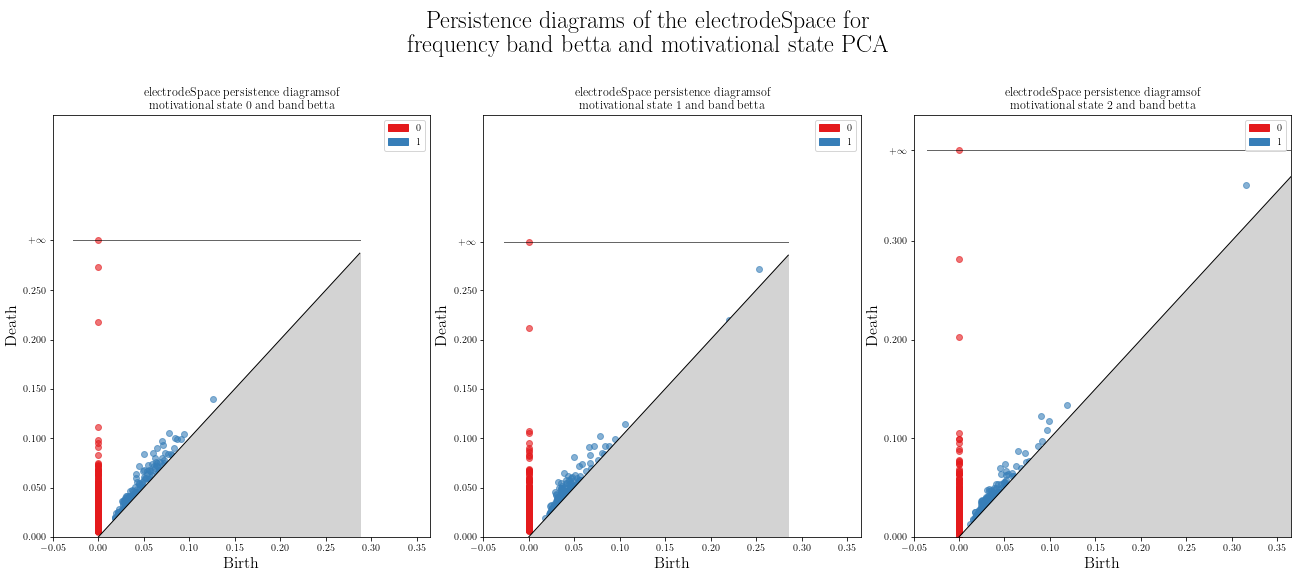 Persistence diagrams of the electrodeSpace for
frequency band betta and motivational state PCA
electrodeSpace persistence diagramsof
motivational state 0 and band betta
0
1
+∞
0.250
0.200
0.150
0.100
0.050
0.000
Death
−0.05 0.00 0.05 0.10 0.15 0.20 0.25 0.30 0.35
Birth
electrodeSpace persistence diagramsof
motivational state 1 and band betta
0
1
+∞
0.250
0.200
0.150
0.100
0.050
0.000
Death
−0.05 0.00 0.05 0.10 0.15 0.20 0.25 0.30 0.35
Birth
electrodeSpace persistence diagramsof
motivational state 2 and band betta
0
1
+∞
0.300
0.200
0.100
0.000
Death
−0.05 0.00 0.05 0.10 0.15 0.20 0.25 0.30 0.35
Birth